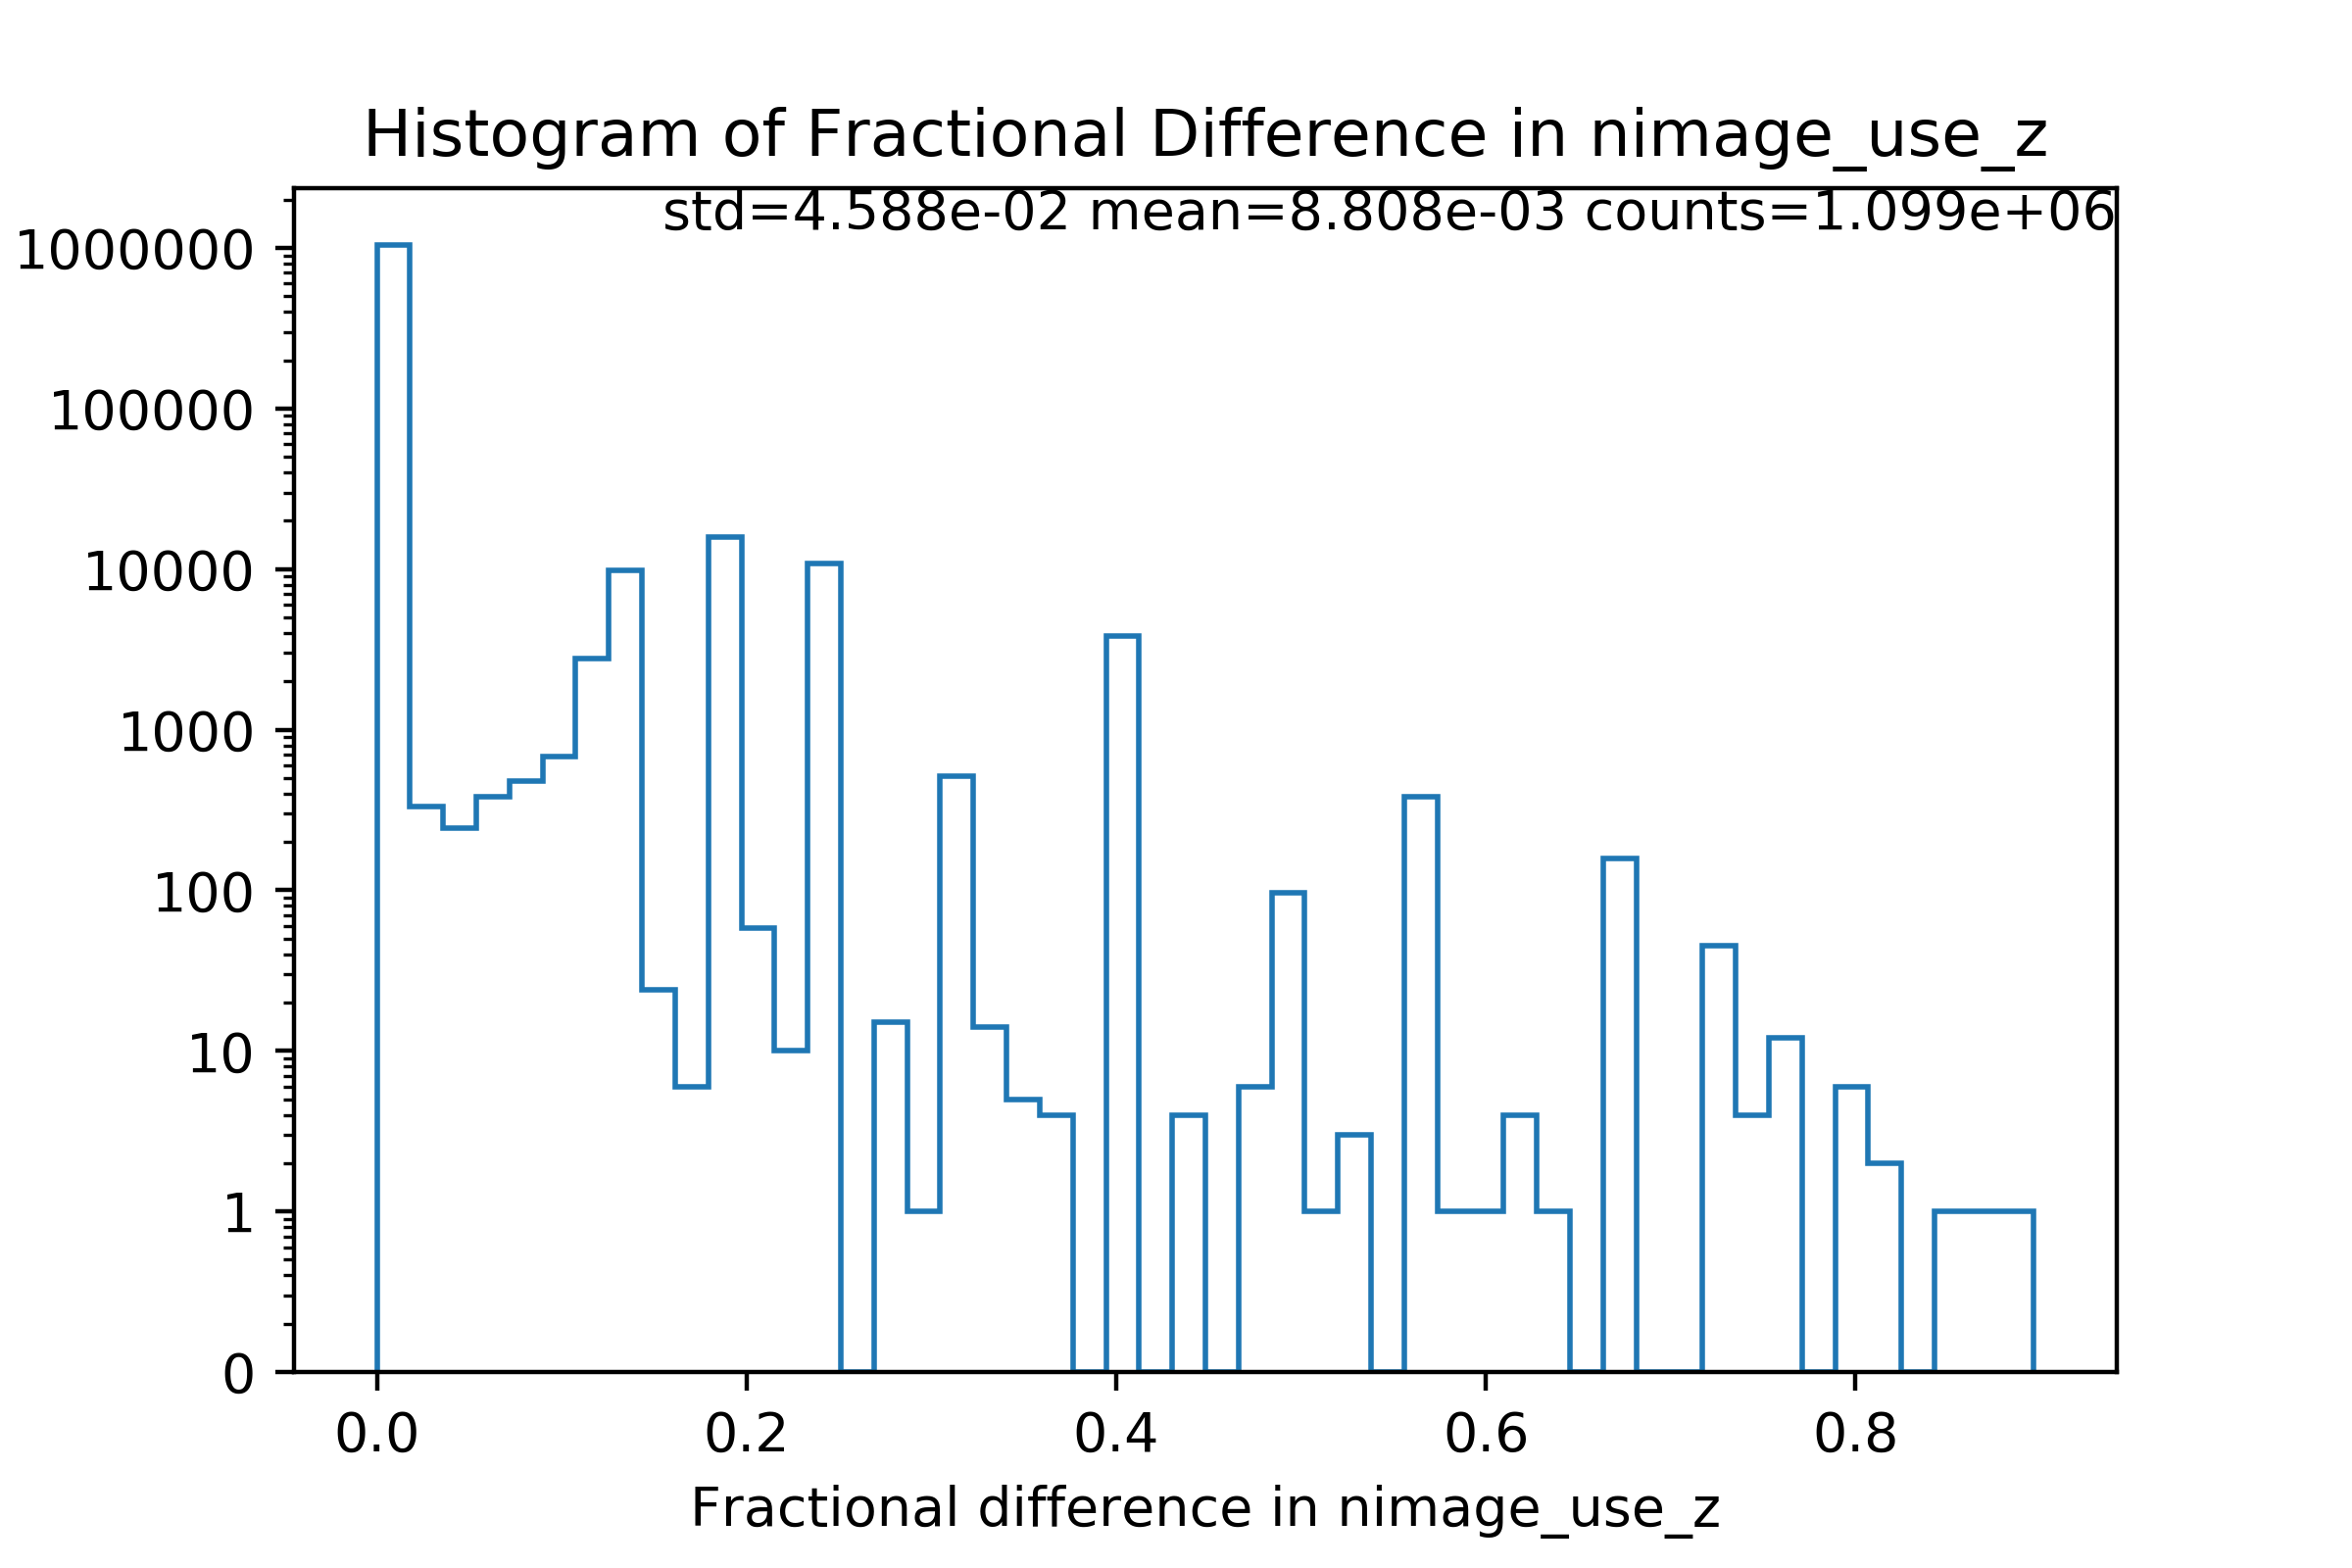 Histogram of Fractional Difference in nimage_use_z
std=4.588e-02 mean=8.808e-03 counts=1.099e+06
1000000
100000
10000
1000
100
10
1
0
0.0 0.2 0.4 0.6 0.8
Fractional difference in nimage_use_z